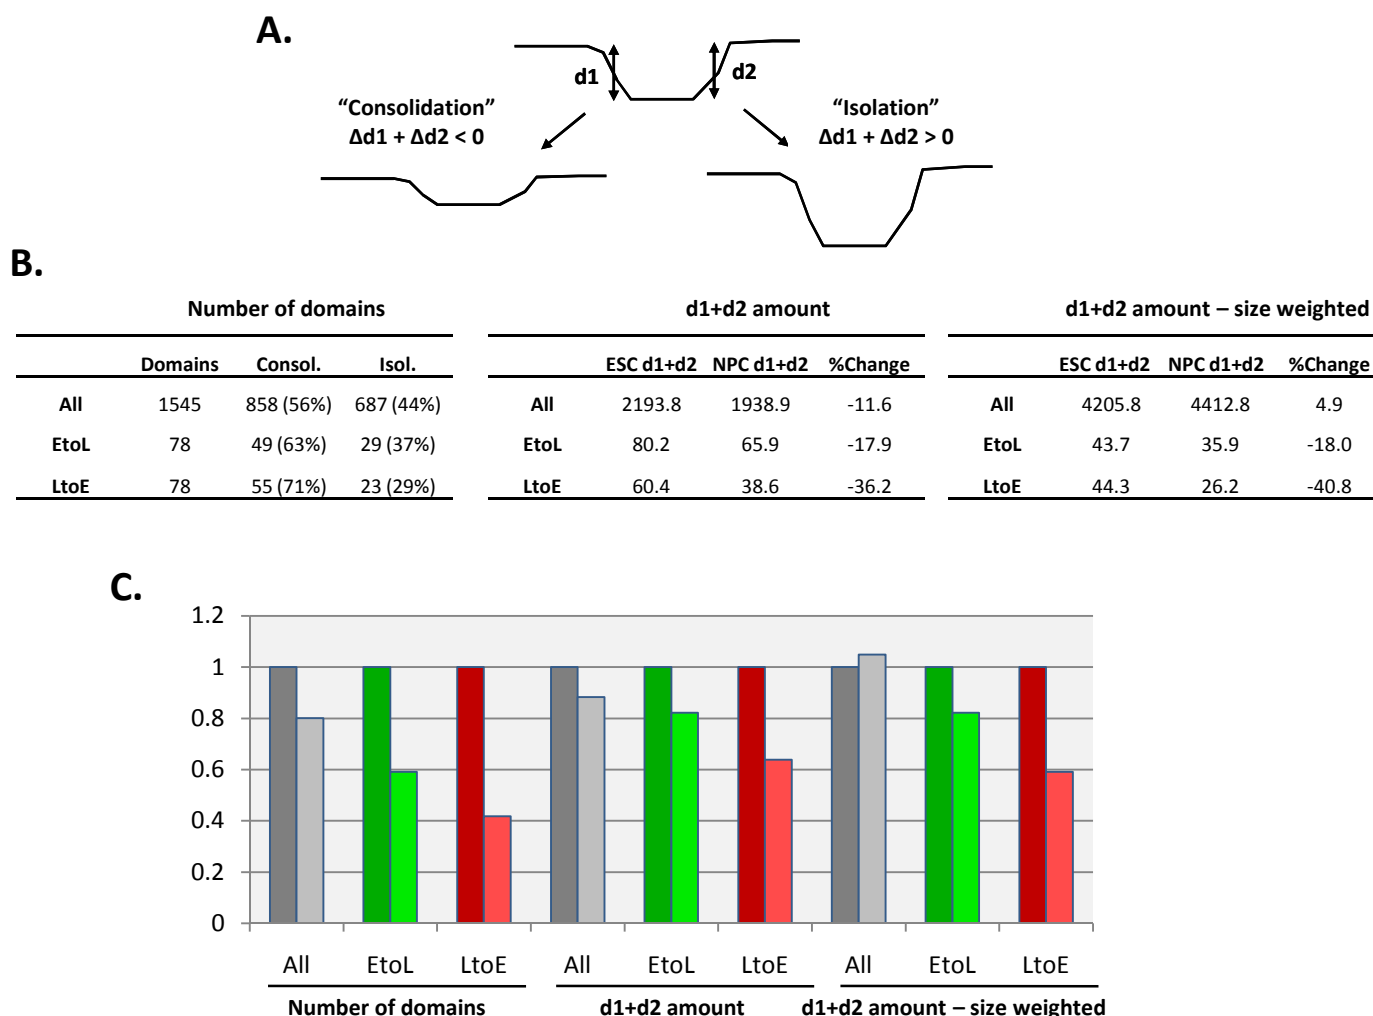 A.
d1
d2
“Consolidation”
Δd1 + Δd2 < 0
“Isolation”
Δd1 + Δd2 > 0
B.
Number of domains
Domains Consol. Isol.
All 1545 858 (56%) 687 (44%)
EtoL 78 49 (63%) 29 (37%)
LtoE 78 55 (71%) 23 (29%)
d1+d2 amount
ESC d1+d2 NPC d1+d2 %Change
All 2193.8 1938.9 -11.6
EtoL 80.2 65.9 -17.9
LtoE 60.4 38.6 -36.2
d1+d2 amount – size weighted
ESC d1+d2 NPC d1+d2 %Change
All 4205.8 4412.8 4.9
EtoL 43.7 35.9 -18.0
LtoE 44.3 26.2 -40.8
C.
1.2
1
0.8
0.6
0.4
0.2
0
All EtoL LtoE All EtoL LtoE All EtoL LtoE
Number of domains d1+d2 amount d1+d2 amount – size weighted